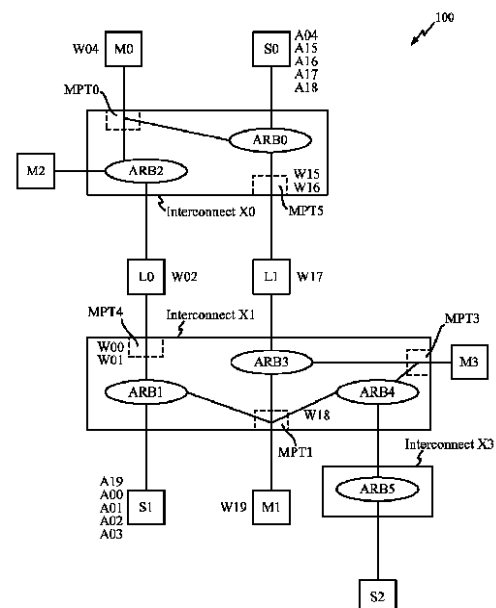 100
W04
M0
S0
A04
A15
A16
A17
A18
MPT0
ARB0
M2
ARB2
W15
W16
Interconnect X0
MPT5
L0
W02
L1
W17
MPT4
Interconnect X1
MPT3
W00
W01
ARB3
M3
ARB1
ARB4
W18
MPT1
Interconnect X3
A19
A00
A01
A02
A03
S1
W19
M1
ARB5
S2